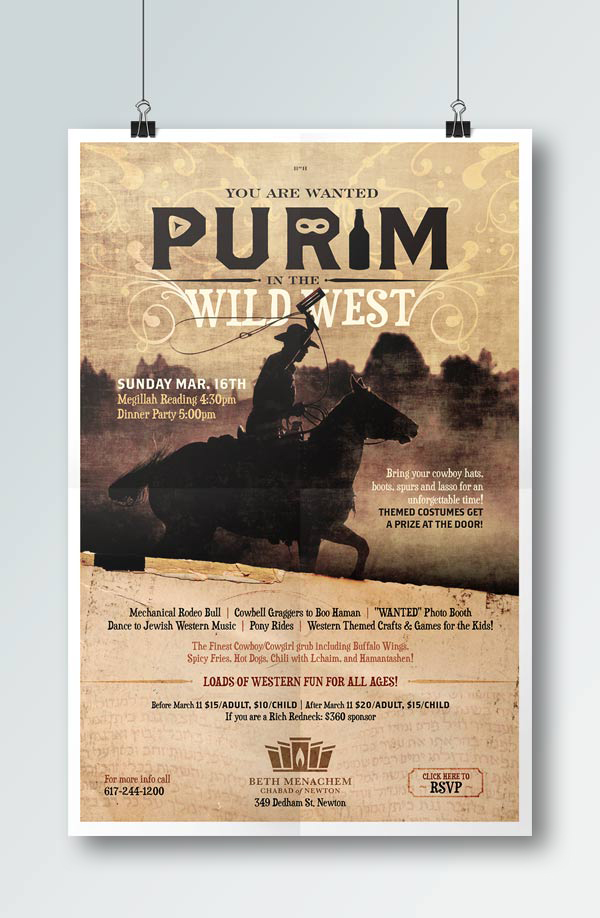 B"H
YOU ARE WANTED
PURIM
IN THE
WILD WEST
SUNDAY MAR. 16TH
Megillah Reading 4:30pm
Dinner Party 5:00pm
Bring your cowboy hats,
boots, spurs and lasso for an
unforgettable time!
THEMED COSTUMES GET
A PRIZE AT THE DOOR!
Mechanical Rodeo Bull | Cowbell Graggers to Boo Haman | "WANTED" Photo Booth
Dance to Jewish Western Music | Pony Rides | Western Themed Crafts & Games for the Kids!
The Finest Cowboy/Cowgirl grub including Buffalo Wings,
Spicy Fries, Hot Dogs, Chili with Lchaim, and Hamantashen!
LOADS OF WESTERN FUN FOR ALL AGES!
Before March 11 $15/ADULT, $10/CHILD | After March 11 $20/ADULT, $15/CHILD
If you are a Rich Redneck: $360 sponsor
BETH MENACHEM
CHABAD of NEWTON
349 Dedham St, Newton
For more info call
617-244-1200
CLICK HERE TO
RSVP